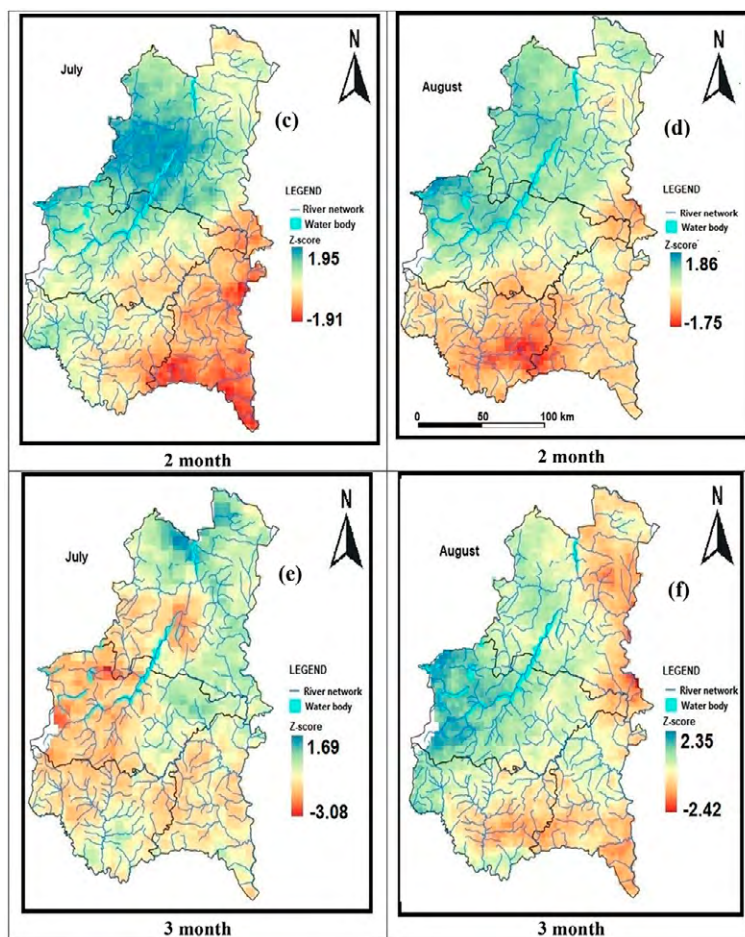 July
N
(c)
LEGEND
River network
Water body
Z-score
1.95
-1.91
2 month
August
N
(d)
LEGEND
River network
Water body
Z-score
1.86
-1.75
0 50 100 km
2 month
July
N
(e)
LEGEND
River network
Water body
Z-score
1.69
-3.08
3 month
August
N
(f)
LEGEND
River network
Water body
Z-score
2.35
-2.42
3 month